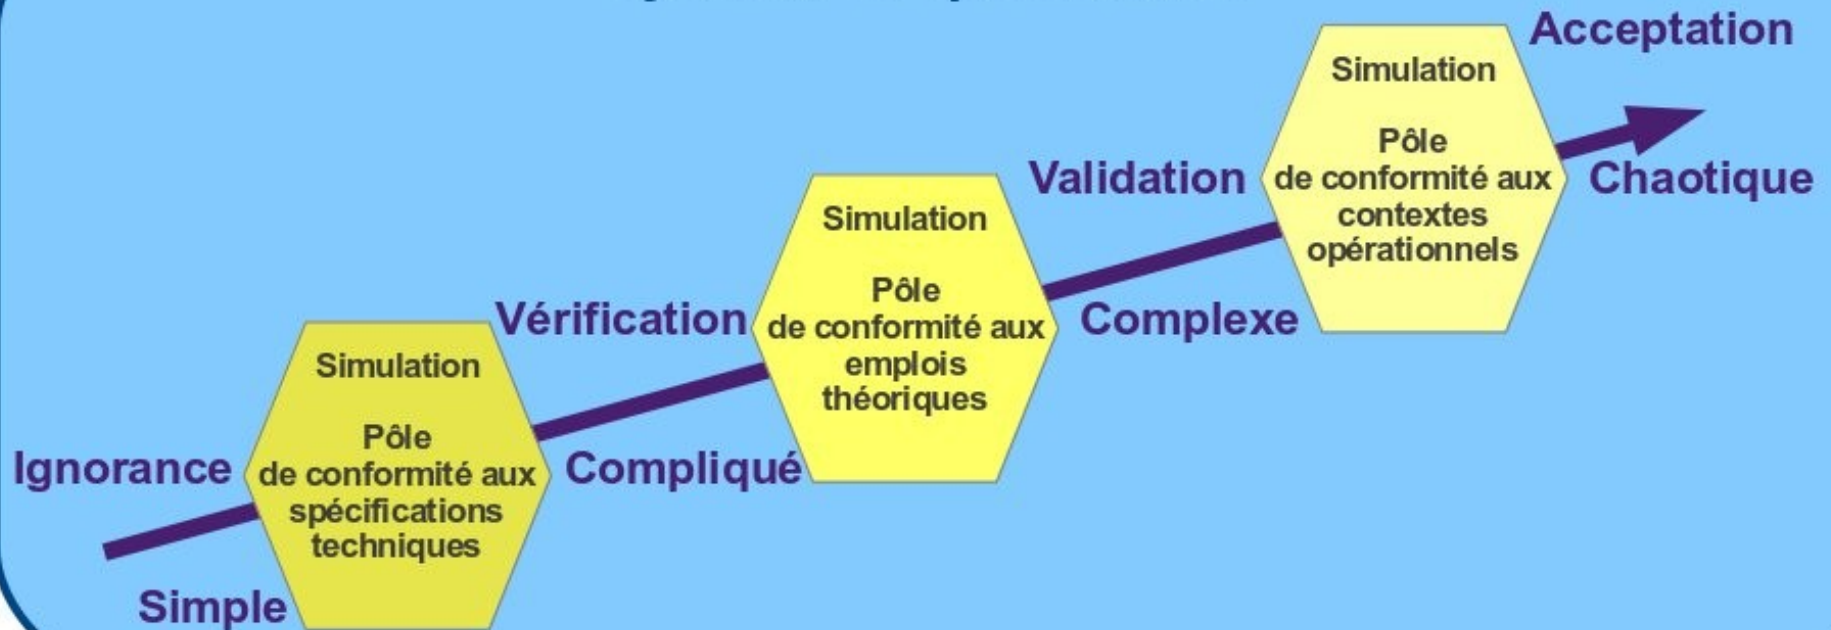 Ignorance
Simple
Simulation
Pôle
de conformité aux
spécifications
techniques
Vérification
Compliqué
Simulation
Pôle
de conformité aux
emplois
théoriques
Validation
Complexe
Simulation
Pôle
de conformité aux
contextes
opérationnels
Acceptation
Chaotique